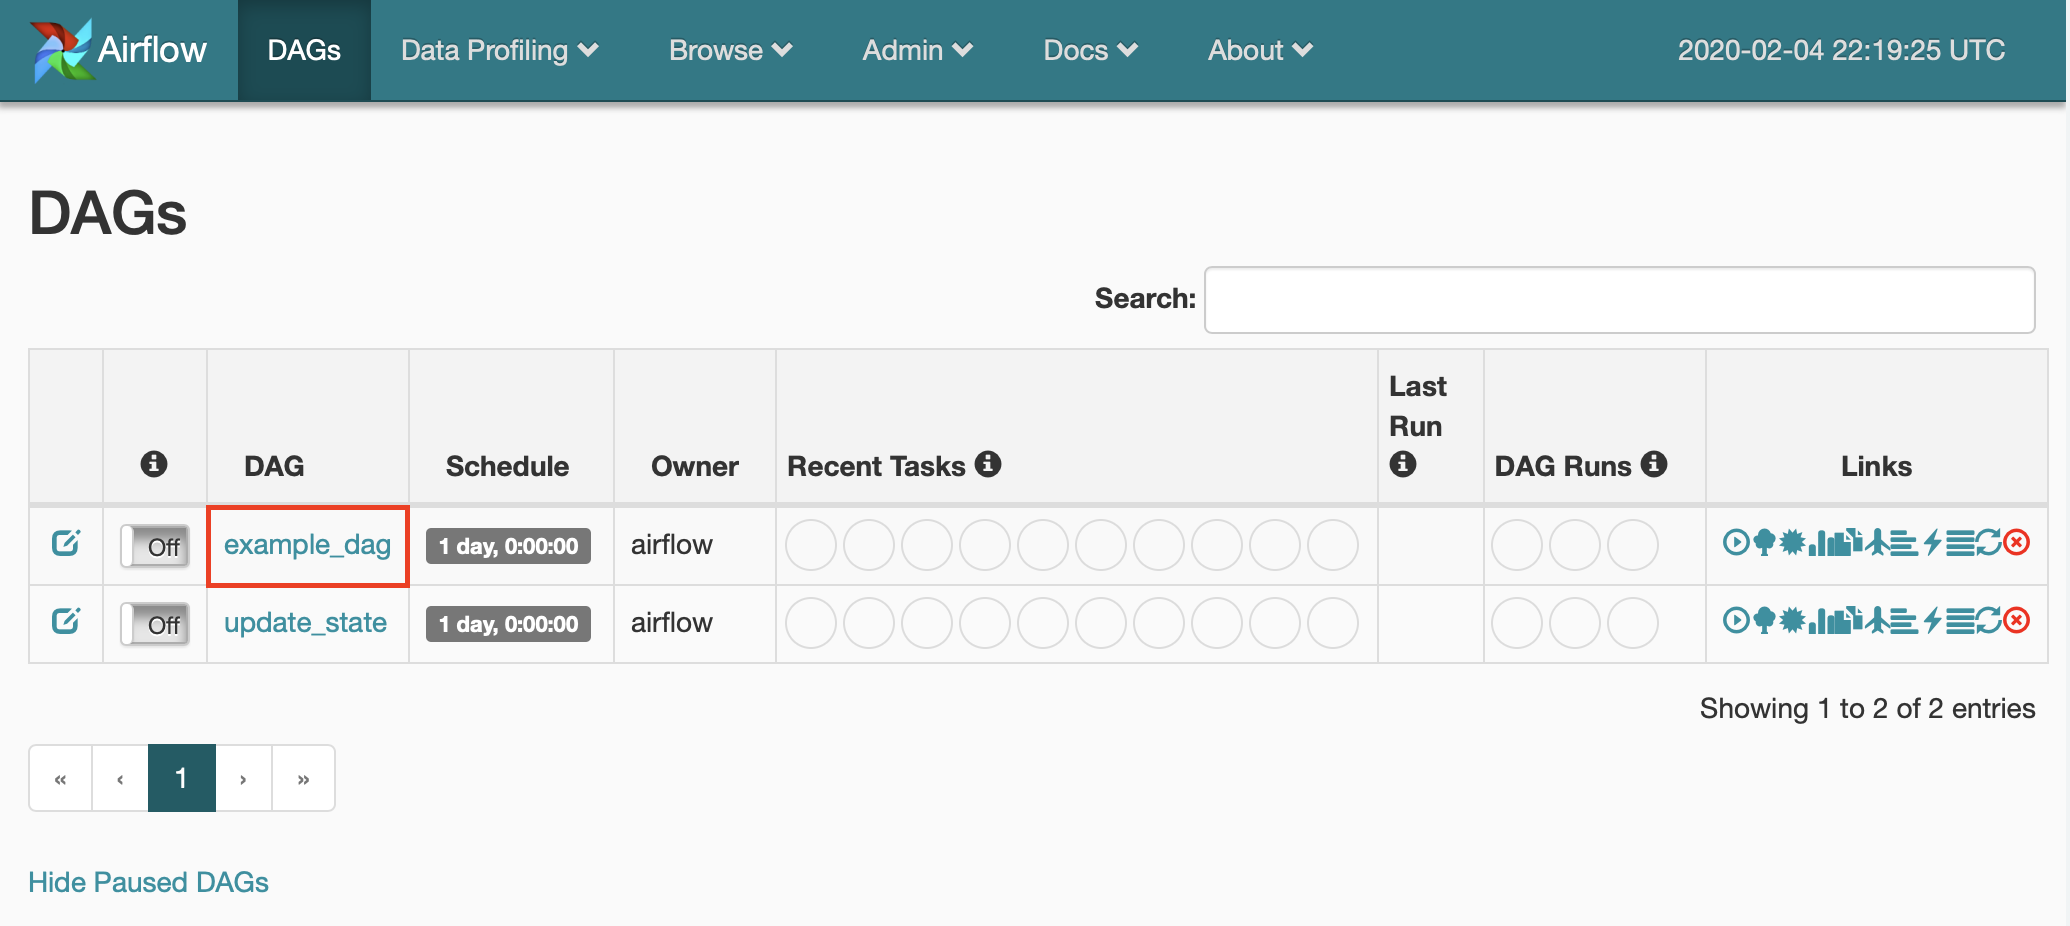 Airflow DAGs Data Profiling Browse Admin Docs About 2020-02-04 22:19:25 UTC
DAGs
Search:
DAG Schedule Owner Recent Tasks Last Run DAG Runs Links
Off example_dag 1 day, 0:00:00 airflow
Off update_state 1 day, 0:00:00 airflow
Showing 1 to 2 of 2 entries
« ‹ 1 › »
Hide Paused DAGs